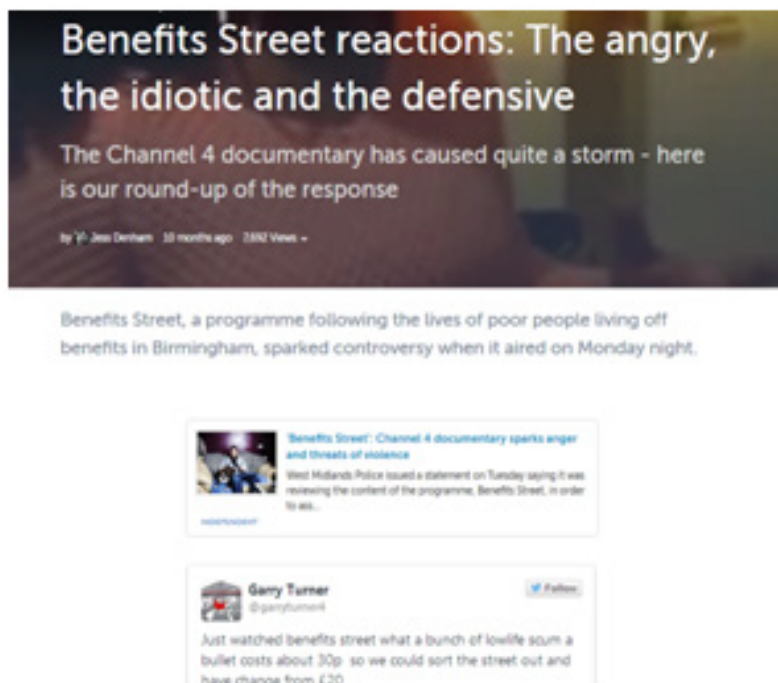 Benefits Street reactions: The angry,
the idiotic and the defensive
The Channel 4 documentary has caused quite a storm - here
is our round-up of the response
by Jess Denham 10 months ago 7,692 Views
Benefits Street, a programme following the lives of poor people living off
benefits in Birmingham, sparked controversy when it aired on Monday night.
'Benefits Street': Channel 4 documentary sparks anger
and threats of violence
West Midlands Police issued a statement on Tuesday saying it was
reviewing the content of the programme, Benefits Street, in order
to ass...
INDEPENDENT
Garry Turner
Follow
@garryturner4
Just watched benefits street what a bunch of lowlife scum a
bullet costs about 30p so we could sort the street out and
have change from £20